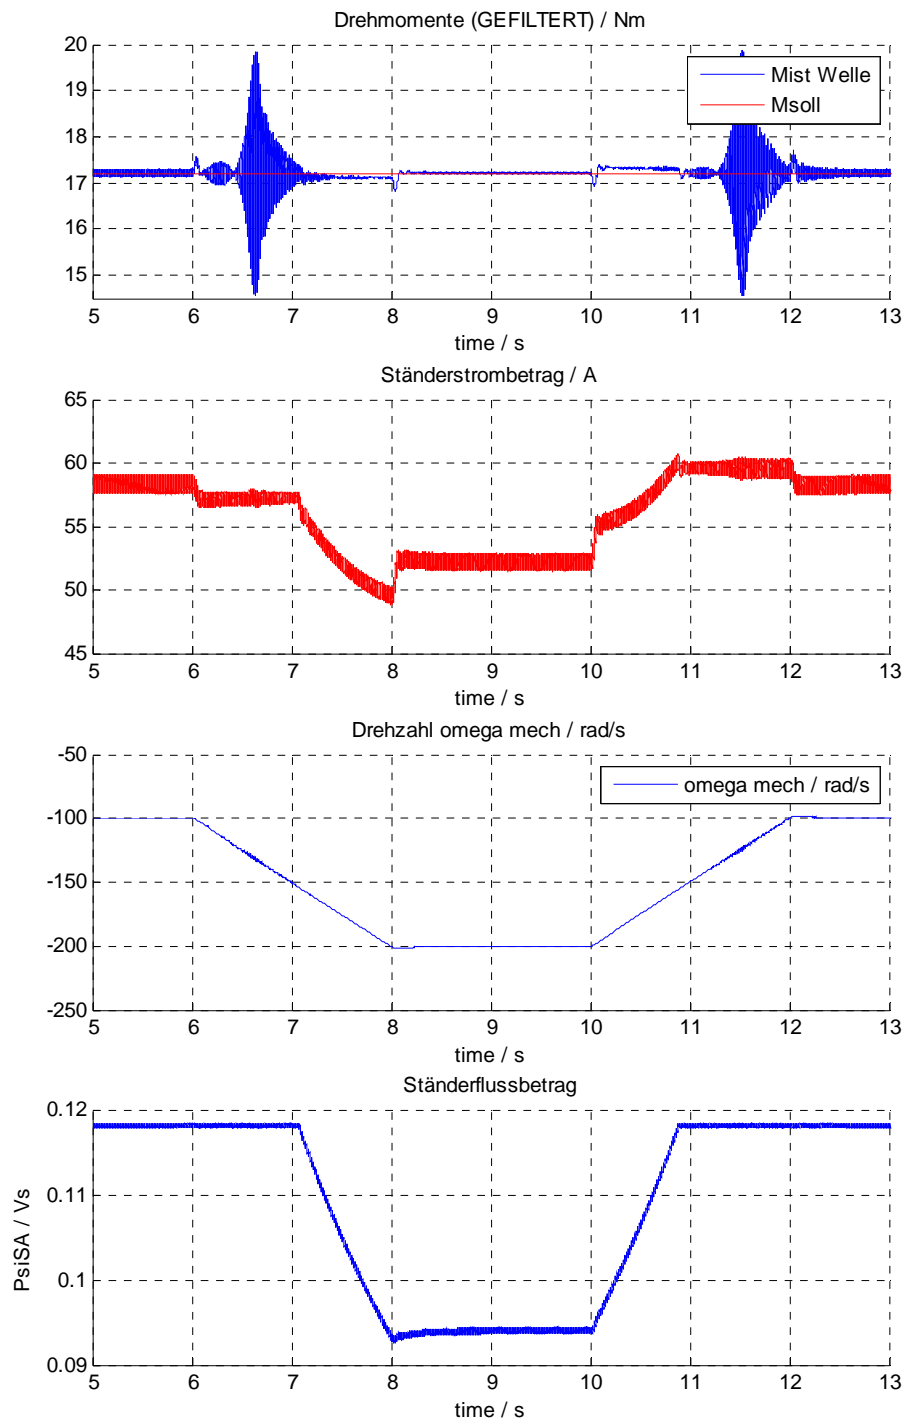 Drehmomente (GEFILTERT) / Nm
20
19
18
17
16
15
Mist Welle
Msoll
5 6 7 8 9 10 11 12 13
time / s
Ständerstrombetrag / A
65
60
55
50
45
5 6 7 8 9 10 11 12 13
time / s
Drehzahl omega mech / rad/s
-50
-100
-150
-200
-250
omega mech / rad/s
5 6 7 8 9 10 11 12 13
time / s
Ständerflussbetrag
0.12
0.11
0.1
0.09
PsiSA / Vs
5 6 7 8 9 10 11 12 13
time / s